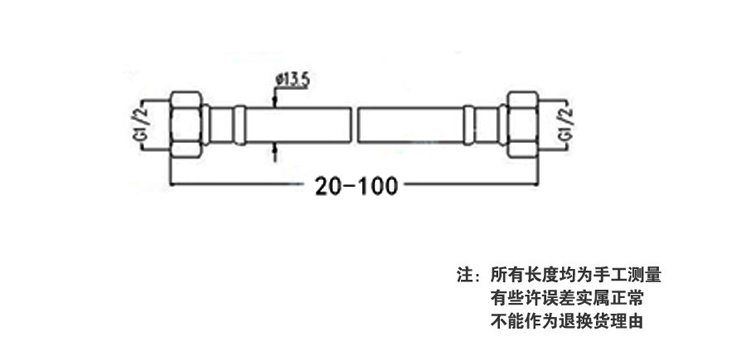 ø13.5
G1/2
G1/2
20-100
注：所有长度均为手工测量
有些许误差实属正常
不能作为退换货理由